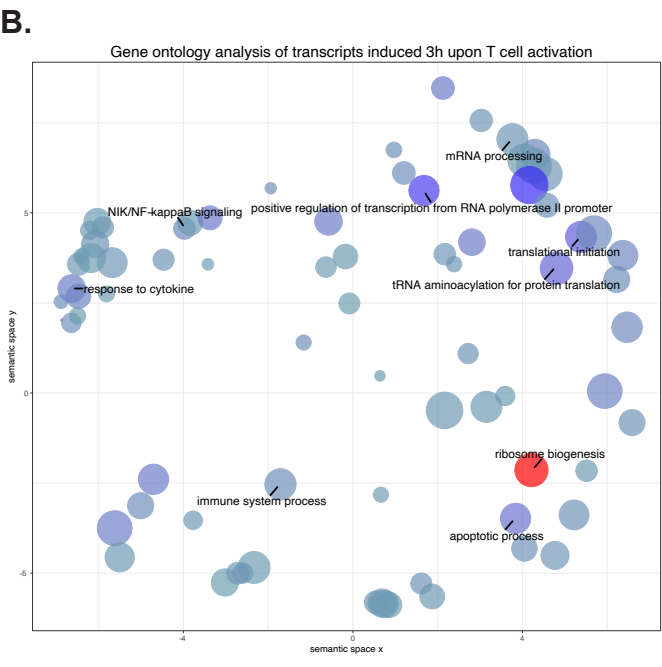 B.
Gene ontology analysis of transcripts induced 3h upon T cell activation
mRNA processing
NIK/NF-kappaB signaling
positive regulation of transcription from RNA polymerase II promoter
5
translational initiation
tRNA aminoacylation for protein translation
response to cytokine
semantic space y
0
ribosome biogenesis
immune system process
apoptotic process
-5
-4 0 4
semantic space x